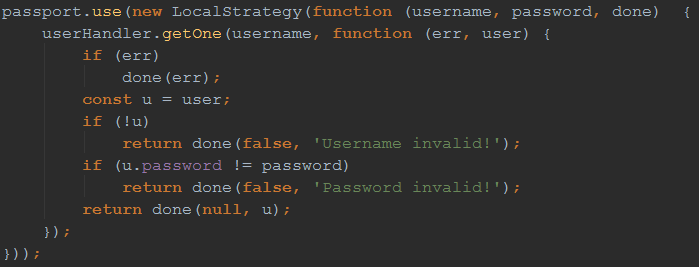 passport.use(new LocalStrategy(function (username, password, done)  {
    userHandler.getOne(username, function (err, user) {
        if (err)
            done(err);
        const u = user;
        if (!u)
            return done(false, 'Username invalid!');
        if (u.password != password)
            return done(false, 'Password invalid!');
        return done(null, u);
    });
}));